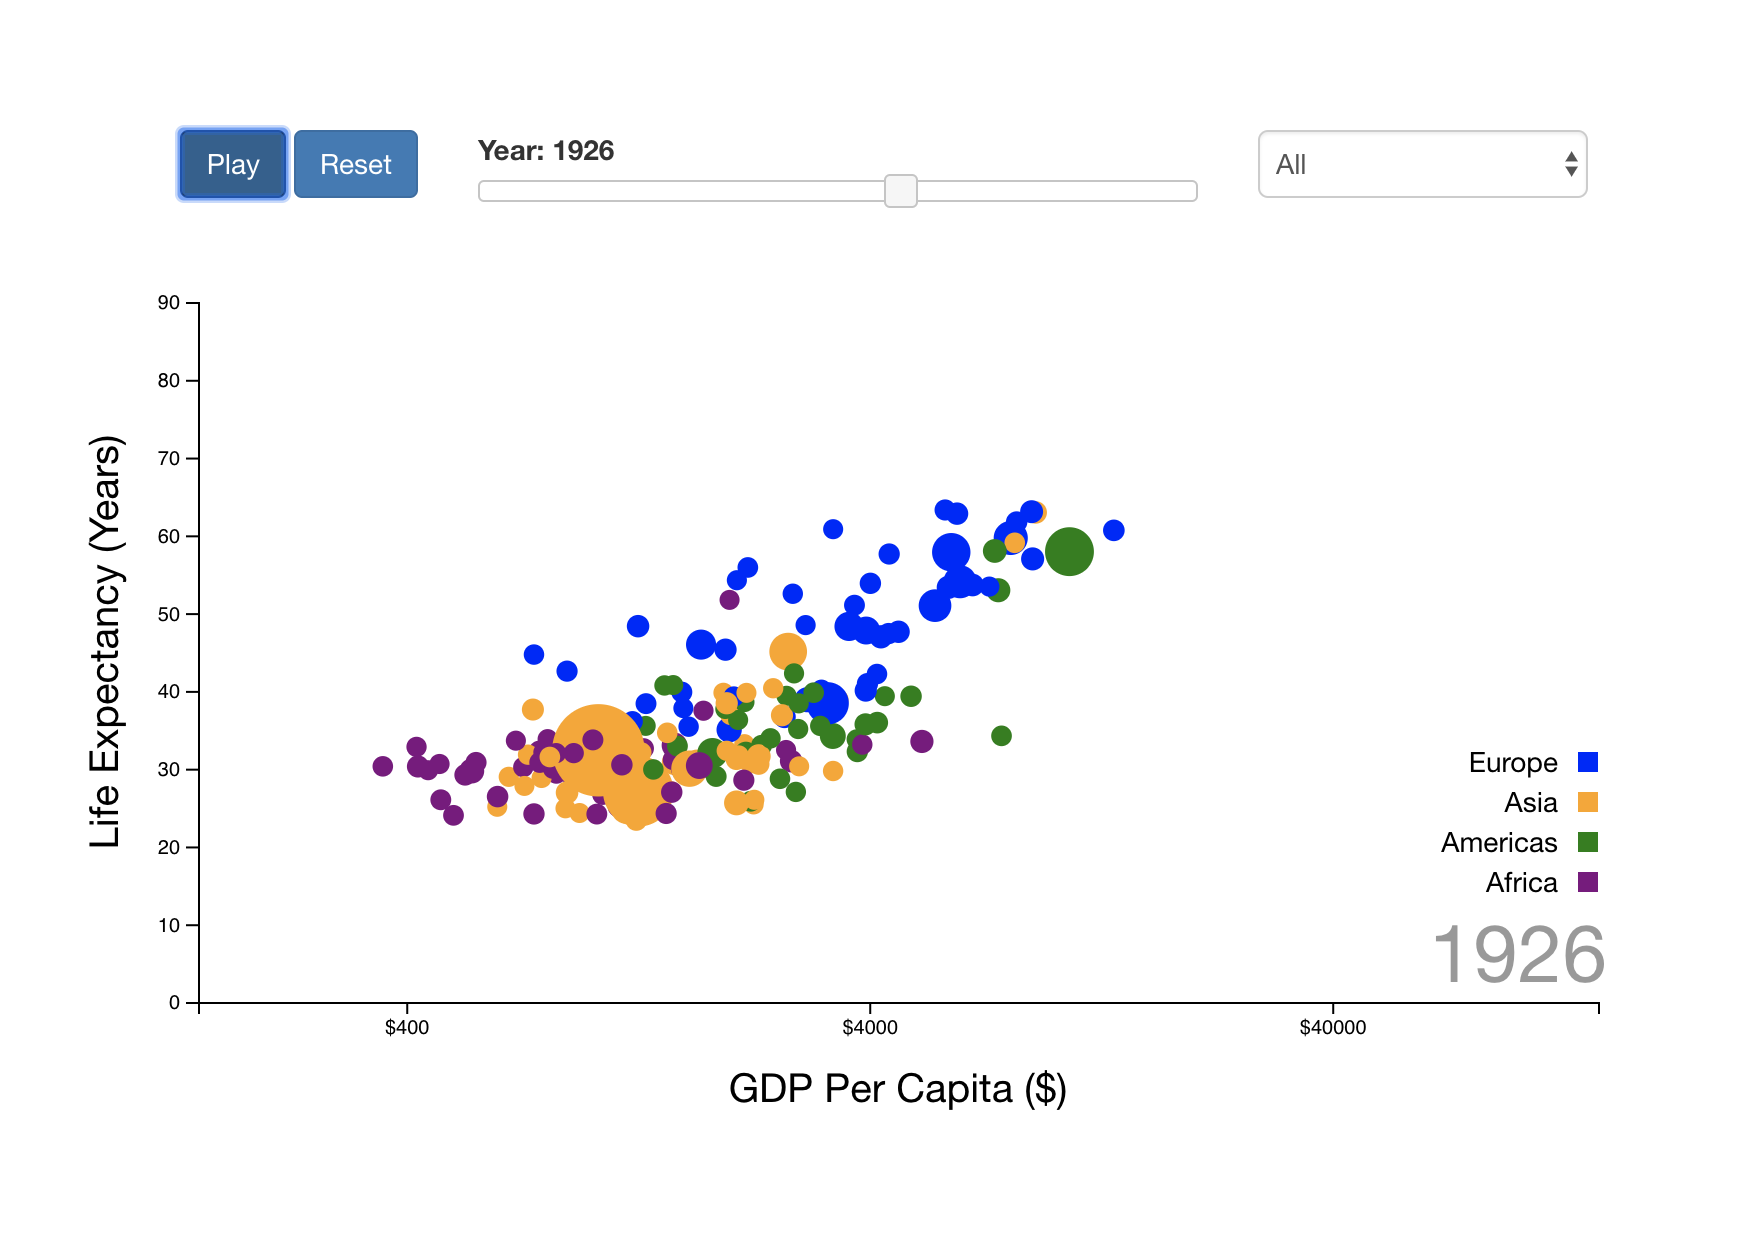 Play
Reset
Year: 1926
All
90
80
70
60
50
40
30
20
10
0
Life Expectancy (Years)
$400
$4000
$40000
GDP Per Capita ($)
Europe
Asia
Americas
Africa
1926